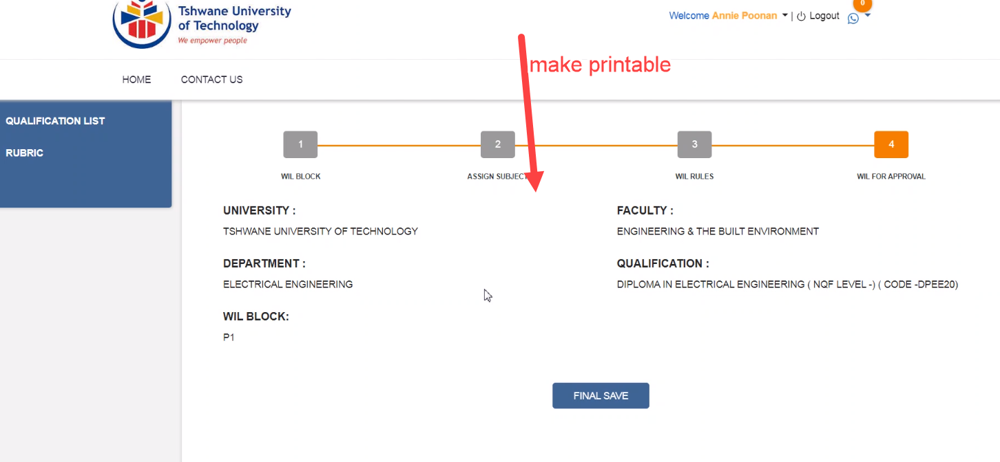 Tshwane University
of Technology
We empower people
Welcome Annie Poonan | Logout 0
make printable
HOME CONTACT US
QUALIFICATION LIST
RUBRIC
1 2 3 4
WIL BLOCK ASSIGN SUBJECT WIL RULES WIL FOR APPROVAL
UNIVERSITY : FACULTY :
TSHWANE UNIVERSITY OF TECHNOLOGY ENGINEERING & THE BUILT ENVIRONMENT
DEPARTMENT : QUALIFICATION :
ELECTRICAL ENGINEERING DIPLOMA IN ELECTRICAL ENGINEERING ( NQF LEVEL -) ( CODE -DPEE20)
WIL BLOCK:
P1
FINAL SAVE